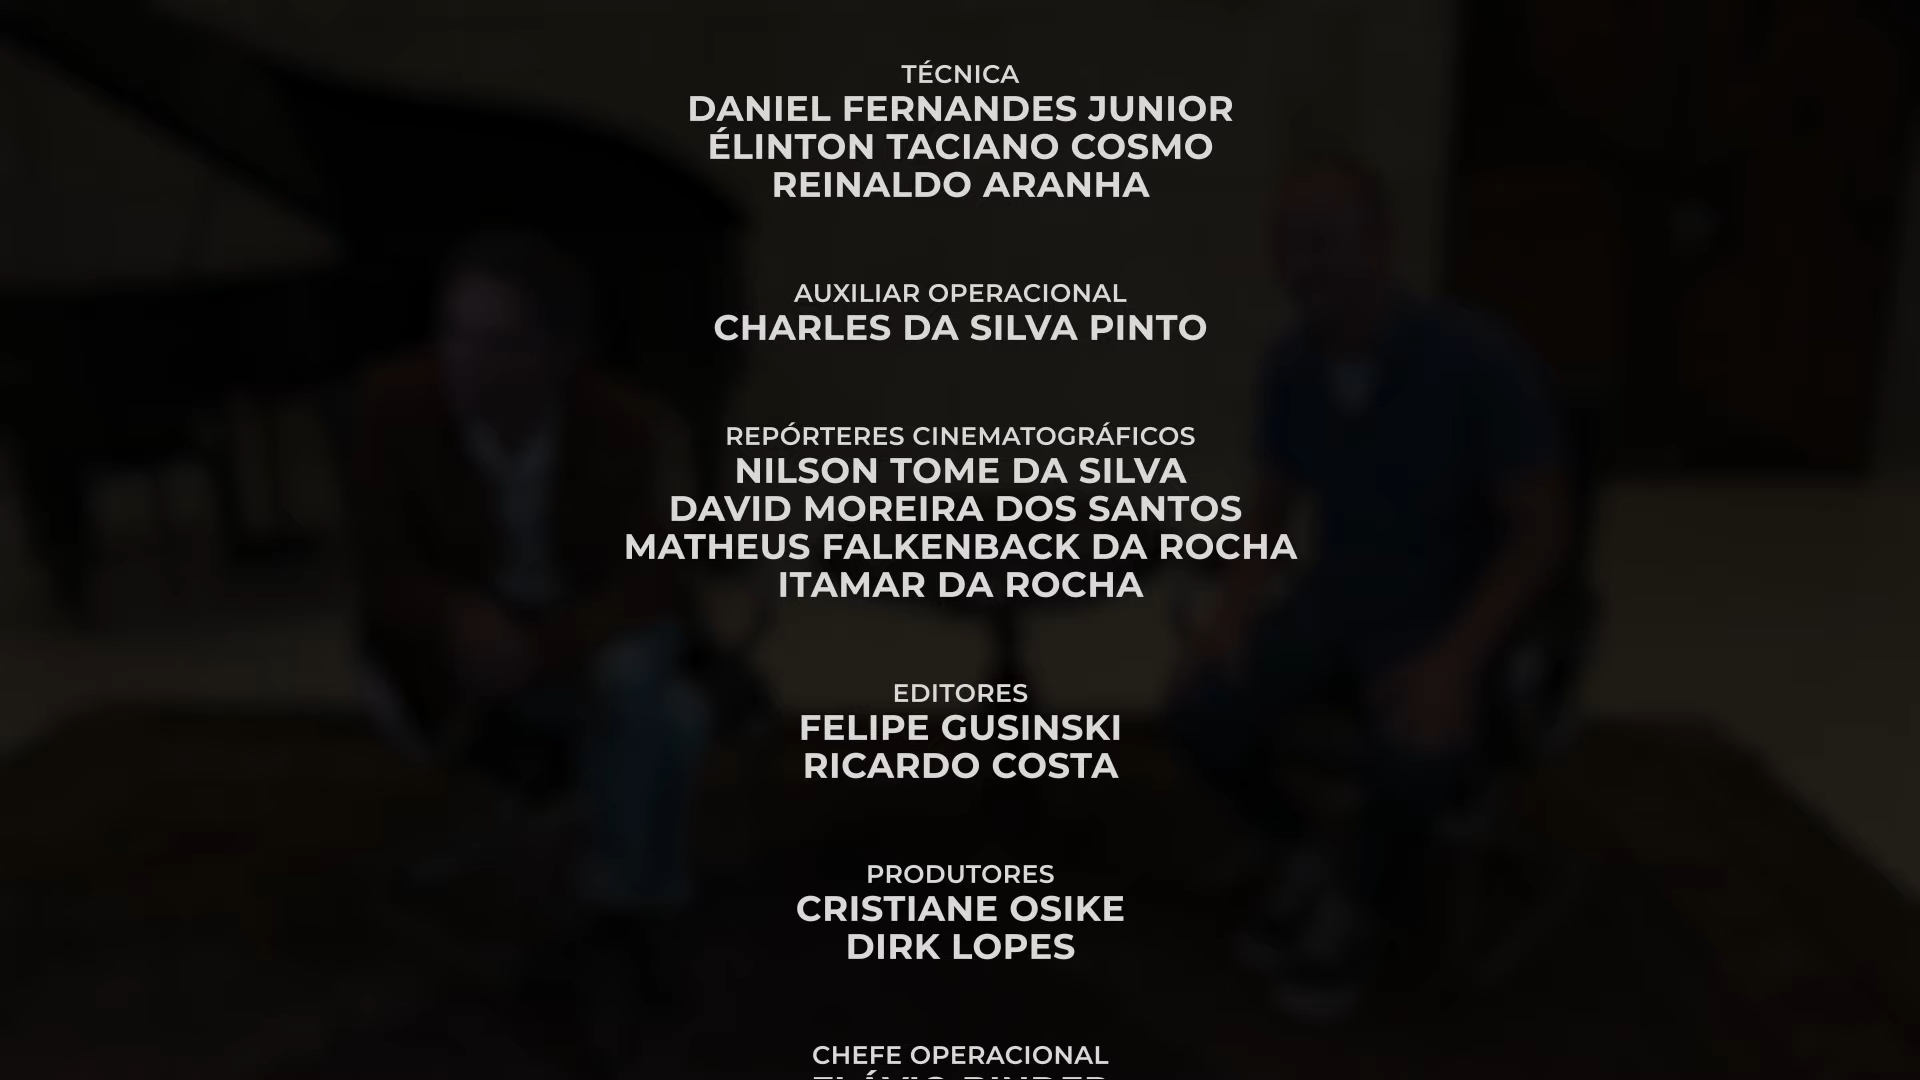 TÉCNICA
DANIEL FERNANDES JUNIOR
ÉLINTON TACIANO COSMO
REINALDO ARANHA
AUXILIAR OPERACIONAL
CHARLES DA SILVA PINTO
REPÓRTERES CINEMATOGRÁFICOS
NILSON TOME DA SILVA
DAVID MOREIRA DOS SANTOS
MATHEUS FALKENBACK DA ROCHA
ITAMAR DA ROCHA
EDITORES
FELIPE GUSINSKI
RICARDO COSTA
PRODUTORES
CRISTIANE OSIKE
DIRK LOPES
CHEFE OPERACIONAL